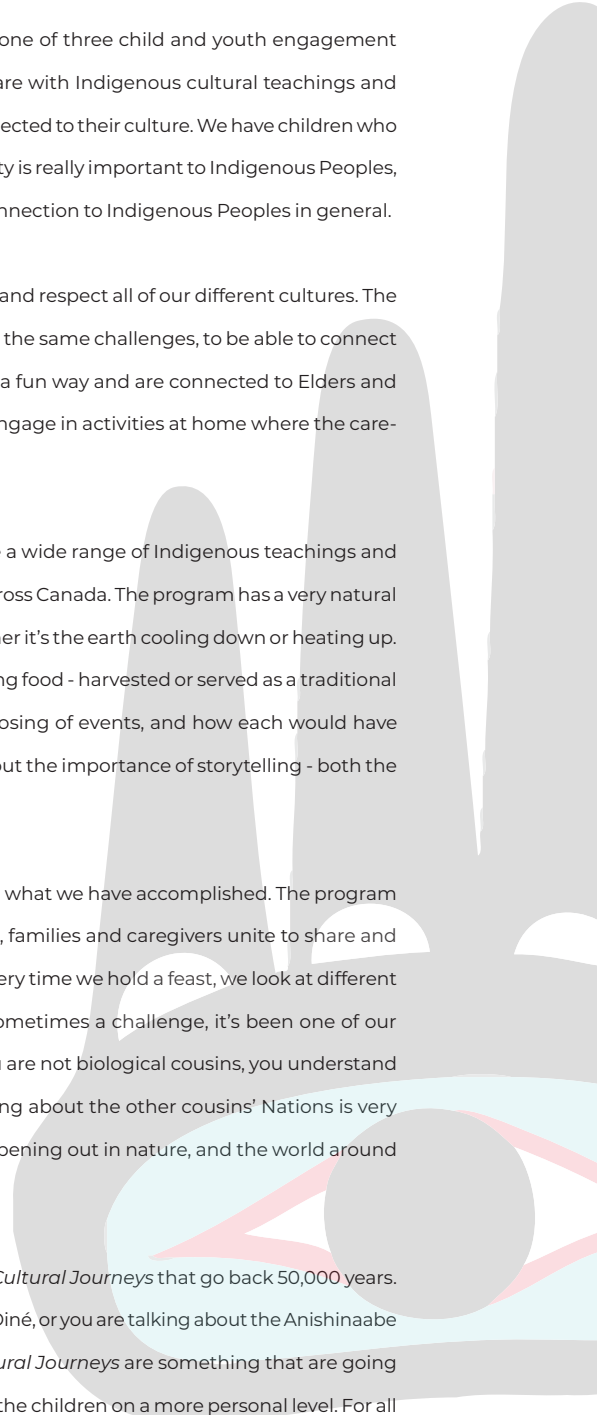 one of three child and youth engagement
are with Indigenous cultural teachings and
ected to their culture. We have children who
ty is really important to Indigenous Peoples,
nnection to Indigenous Peoples in general.
and respect all of our different cultures. The
the same challenges, to be able to connect
a fun way and are connected to Elders and
ngage in activities at home where the care-
a wide range of Indigenous teachings and
ross Canada. The program has a very natural
er it's the earth cooling down or heating up.
ng food - harvested or served as a traditional
osing of events, and how each would have
out the importance of storytelling - both the
what we have accomplished. The program
, families and caregivers unite to share and
ery time we hold a feast, we look at different
ometimes a challenge, it's been one of our
are not biological cousins, you understand
ng about the other cousins' Nations is very
pening out in nature, and the world around
Cultural Journeys that go back 50,000 years.
Diné, or you are talking about the Anishinaabe
ural Journeys are something that are going
the children on a more personal level. For all